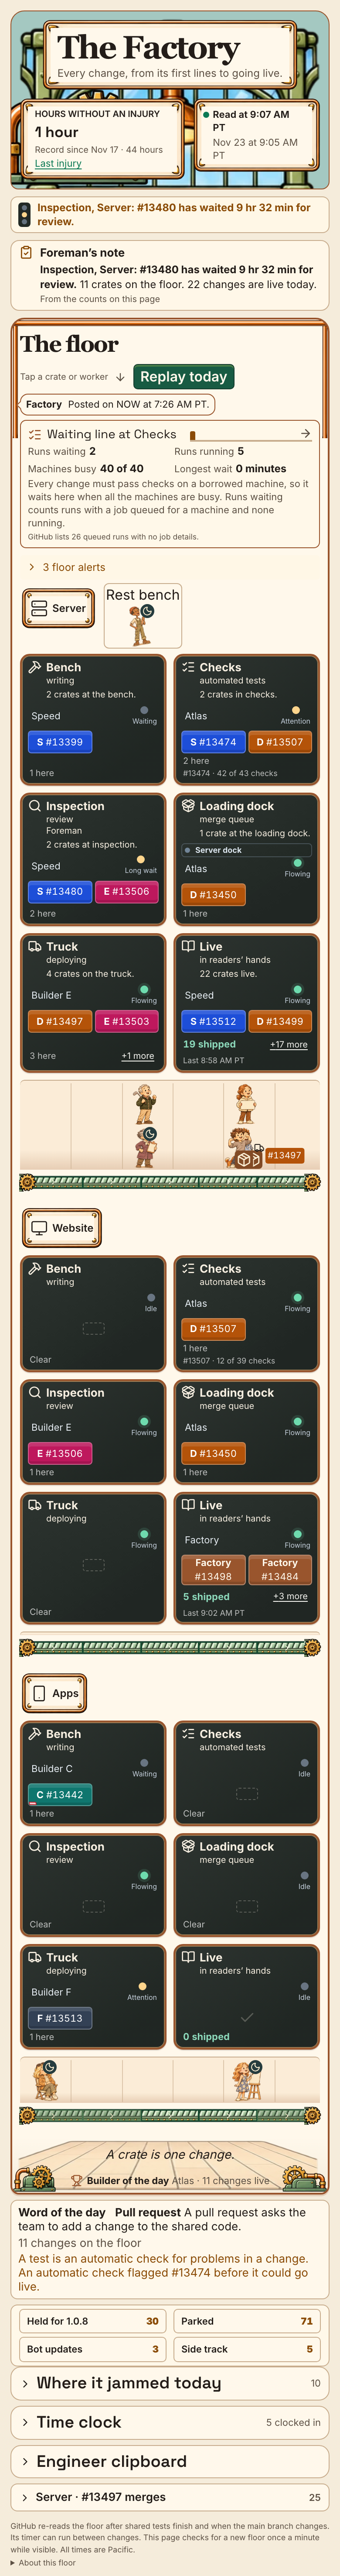 The Factory
Every change, from its first lines to going live.
HOURS WITHOUT AN INJURY
1 hour
Record since Nov 17 · 44 hours
Last injury
Read at 9:07 AM
PT
Nov 23 at 9:05 AM
PT
Inspection, Server: #13480 has waited 9 hr 32 min for
review.
Foreman's note
Inspection, Server: #13480 has waited 9 hr 32 min for
review. 11 crates on the floor. 22 changes are live today.
From the counts on this page
The floor
Tap a crate or worker
Replay today
Factory Posted on NOW at 7:26 AM PT.
Waiting line at Checks
Runs waiting 2
Runs running 5
Machines busy 40 of 40
Longest wait 0 minutes
Every change must pass checks on a borrowed machine, so it
waits here when all the machines are busy. Runs waiting
counts runs with a job queued for a machine and none
running.
GitHub lists 26 queued runs with no job details.
3 floor alerts
Server
Rest bench
Bench
writing
2 crates at the bench.
Speed
Waiting
S #13399
1 here
Checks
automated tests
2 crates in checks.
Atlas
Attention
S #13474
D #13507
2 here
#13474 · 42 of 43 checks
Inspection
review
Foreman
2 crates at inspection.
Speed
Long wait
S #13480
E #13506
2 here
Loading dock
merge queue
1 crate at the loading dock.
Server dock
Atlas
Flowing
D #13450
1 here
Truck
deploying
4 crates on the truck.
Builder E
Flowing
D #13497
E #13503
3 here
+1 more
Live
in readers' hands
22 crates live.
Speed
Flowing
S #13512
D #13499
19 shipped
+17 more
Last 8:58 AM PT
#13497
Website
Bench
writing
Idle
Clear
Checks
automated tests
Atlas
Flowing
D #13507
1 here
#13507 · 12 of 39 checks
Inspection
review
Builder E
Flowing
E #13506
1 here
Loading dock
merge queue
Atlas
Flowing
D #13450
1 here
Truck
deploying
Flowing
Clear
Live
in readers' hands
Factory
Flowing
Factory
#13498
Factory
#13484
5 shipped
+3 more
Last 9:02 AM PT
Apps
Bench
writing
Builder C
Waiting
C #13442
1 here
Checks
automated tests
Idle
Clear
Inspection
review
Flowing
Clear
Loading dock
merge queue
Idle
Clear
Truck
deploying
Builder F
Attention
F #13513
1 here
Live
in readers' hands
Idle
0 shipped
A crate is one change.
Builder of the day Atlas · 11 changes live
Word of the day Pull request A pull request asks the
team to add a change to the shared code.
11 changes on the floor
A test is an automatic check for problems in a change.
An automatic check flagged #13474 before it could go
live.
Held for 1.0.8 30
Parked 71
Bot updates 3
Side track 5
Where it jammed today 10
Time clock 5 clocked in
Engineer clipboard
Server · #13497 merges 25
GitHub re-reads the floor after shared tests finish and when the main branch changes.
Its timer can run between changes. This page checks for a new floor once a minute
while visible. All times are Pacific.
About this floor